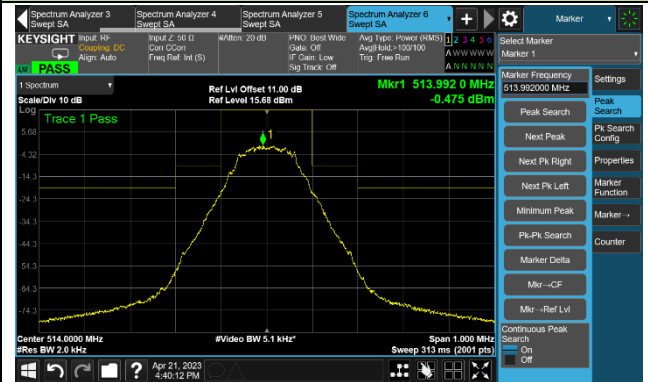 Spectrum Analyzer 3
Swept SA
Spectrum Analyzer 4
Swept SA
Spectrum Analyzer 5
Swept SA
Spectrum Analyzer 6
Swept SA
Marker
KEYSIGHT
Input: RF
Coupling: DC
Align: Auto
Input Z: 50 Ω
Corr CCorr
Freq Ref: Int (S)
#Atten: 20 dB
PNO: Best Wide
Gate: Off
IF Gain: Low
Sig Track: Off
Avg Type: Power (RMS)
Avg|Hold:>100/100
Trig: Free Run
1 2 3 4 5 6
A W W W W W
A N N N N N
PASS
Select Marker
Marker 1
1 Spectrum
Scale/Div 10 dB
Log
Ref Lvl Offset 11.00 dB
Ref Level 15.68 dBm
Mkr1 513.992 0 MHz
-0.475 dBm
Trace 1 Pass
1
5.68
-4.32
-14.3
-24.3
-34.3
-44.3
-54.3
-64.3
-74.3
Center 514.0000 MHz
#Res BW 2.0 kHz
#Video BW 5.1 kHz*
Span 1.000 MHz
Sweep 313 ms (2001 pts)
Marker Frequency
513.992000 MHz
Peak Search
Next Peak
Next Pk Right
Next Pk Left
Minimum Peak
Pk-Pk Search
Marker Delta
Mkr→CF
Mkr→Ref Lvl
Continuous Peak
Search
On
Off
Settings
Peak
Search
Pk Search
Config
Properties
Marker
Function
Marker→
Counter
Apr 21, 2023
4:40:12 PM